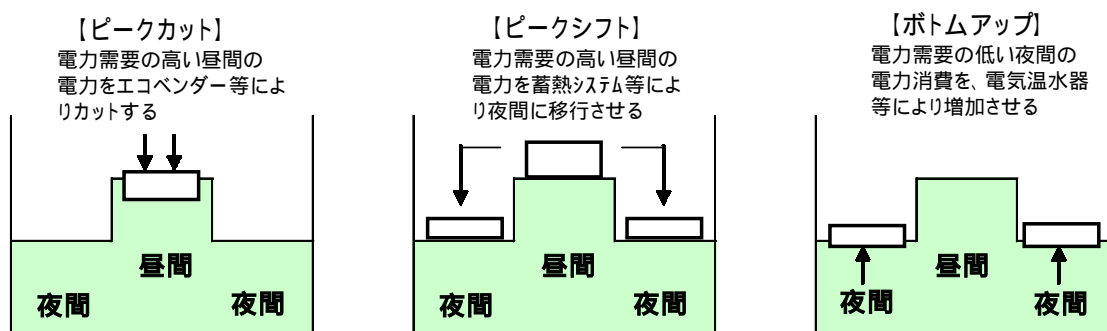 【ピークカット】
電力需要の高い昼間の
電力をエコベンダー等によ
りカットする
昼間
夜間
夜間
【ピークシフト】
電力需要の高い昼間の
電力を蓄熱システム等によ
り夜間に移行させる
昼間
夜間
夜間
【ボトムアップ】
電力需要の低い夜間の
電力消費を、電気温水器
等により増加させる
昼間
夜間
夜間